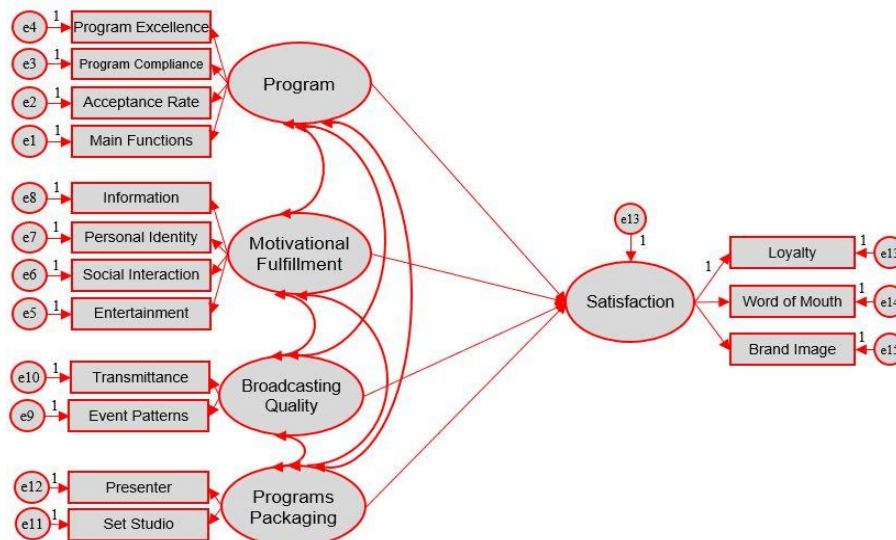 e4 1 Program Excellence
e3 1 Program Compliance
e2 1 Acceptance Rate
e1 1 Main Functions
Program
e8 1 Information
e7 1 Personal Identity
e6 1 Social Interaction
e5 1 Entertainment
Motivational
Fulfillment
e10 1 Transmittance
e9 1 Event Patterns
Broadcasting
Quality
e12 1 Presenter
e11 1 Set Studio
Programs
Packaging
e13
1
Satisfaction
1
Loyalty 1 e13
Word of Mouth 1 e14
Brand Image 1 e15